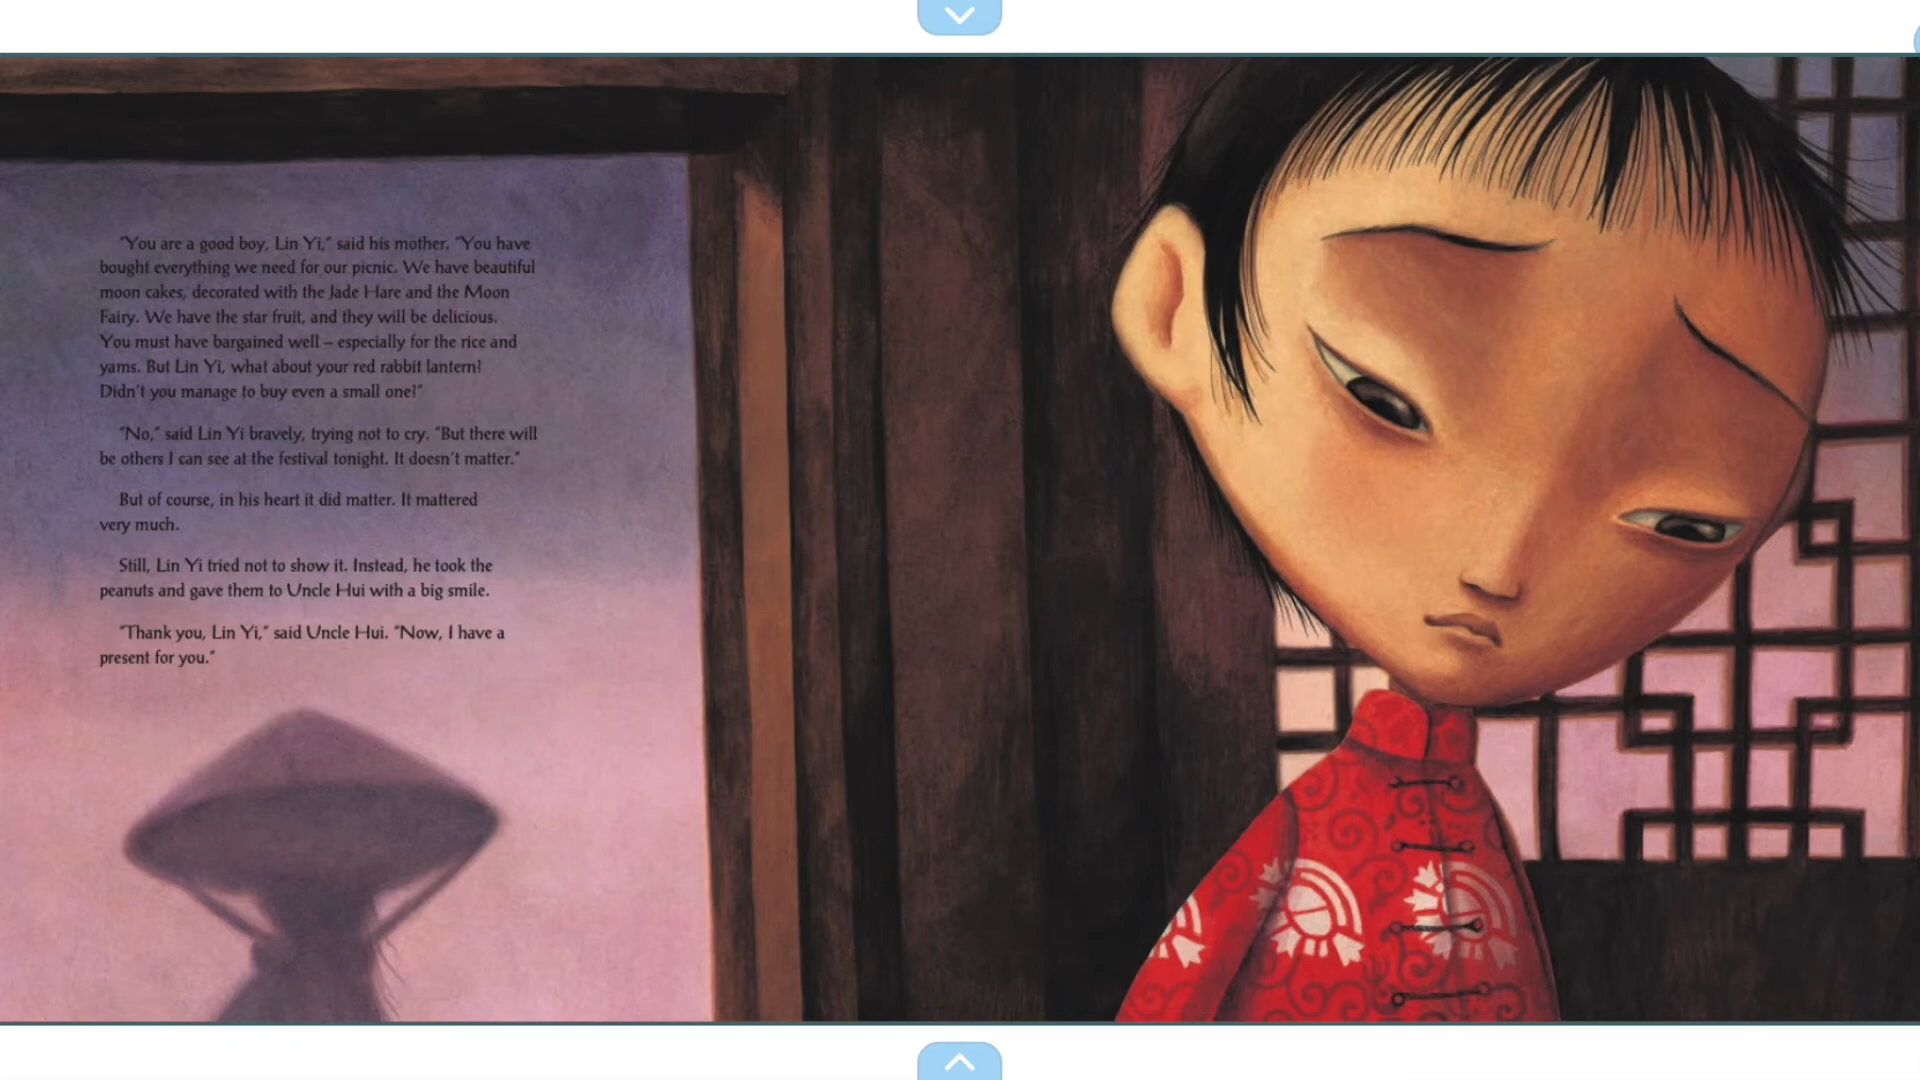 "You are a good boy, Lin Yi," said his mother. "You have
bought everything we need for our picnic. We have beautiful
moon cakes, decorated with the Jade Hare and the Moon
Fairy. We have the star fruit, and they will be delicious.
You must have bargained well – especially for the rice and
yams. But Lin Yi, what about your red rabbit lantern?
Didn't you manage to buy even a small one?"
"No," said Lin Yi bravely, trying not to cry. "But there will
be others I can see at the festival tonight. It doesn't matter."
But of course, in his heart it did matter. It mattered
very much.
Still, Lin Yi tried not to show it. Instead, he took the
peanuts and gave them to Uncle Hui with a big smile.
"Thank you, Lin Yi," said Uncle Hui. "Now, I have a
present for you."